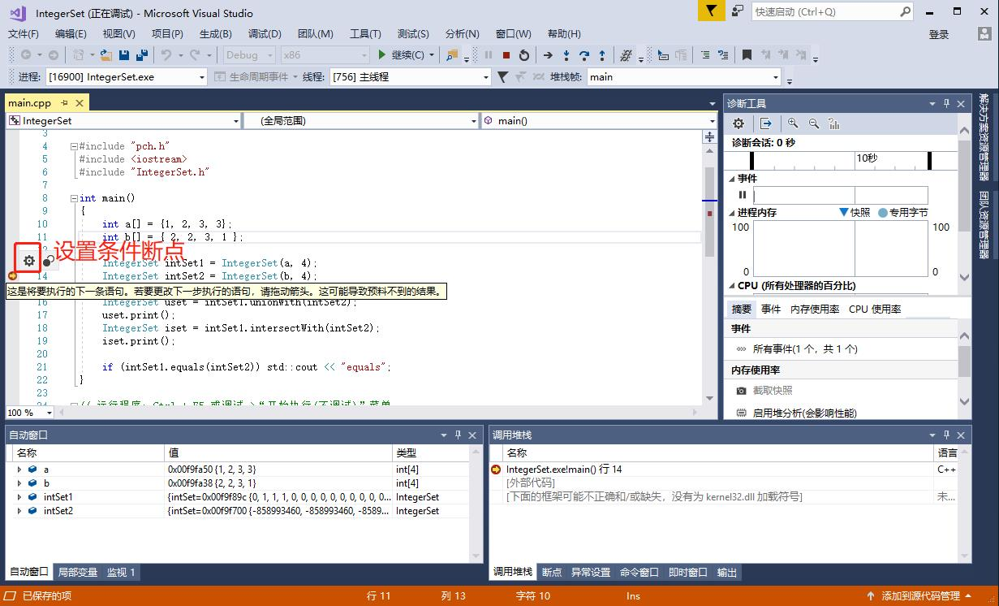 IntegerSet (正在调试) - Microsoft Visual Studio
快速启动 (Ctrl+Q)
文件(F) 编辑(E) 视图(V) 项目(P) 生成(B) 调试(D) 团队(M) 工具(T) 测试(S) 分析(N) 窗口(W) 帮助(H) 登录
Debug x86 继续(C)
进程: [16900] IntegerSet.exe 生命周期事件 线程: [756] 主线程 堆栈帧: main
main.cpp
IntegerSet (全局范围) main()
3
4 #include "pch.h"
5 #include <iostream>
6 #include "IntegerSet.h"
7
8 int main()
9 {
10 int a[] = {1, 2, 3, 3};
11 int b[] = { 2, 2, 3, 1 };
设置条件断点
IntegerSet intSet1 = IntegerSet(a, 4);
14 IntegerSet intSet2 = IntegerSet(b, 4);
这是将要执行的下一条语句。若要更改下一步执行的语句，请拖动箭头。这可能导致预料不到的结果。
16 IntegerSet uset = intSet1.unionWith(intSet2);
17 uset.print();
18 IntegerSet iset = intSet1.intersectWith(intSet2);
19 iset.print();
20
21 if (intSet1.equals(intSet2)) std::cout << "equals";
22 }
23
24 // 运行程序: Ctrl + F5 或调试 >“开始执行(不调试)”菜单
100 %
诊断工具
诊断会话: 0 秒
10秒
事件
进程内存 快照 专用字节
100 100
0 0
CPU (所有处理器的百分比)
摘要 事件 内存使用率 CPU 使用率
事件
所有事件(1 个，共 1 个)
内存使用率
截取快照
启用堆分析(会影响性能)
解决方案资源管理器
团队资源管理器
自动窗口
名称 值 类型
a 0x00f9fa50 {1, 2, 3, 3} int[4]
b 0x00f9fa38 {2, 2, 3, 1} int[4]
intSet1 {intSet=0x00f9f89c {0, 1, 1, 1, 0, 0, 0, 0, 0, 0, 0, 0, 0, 0... IntegerSet
intSet2 {intSet=0x00f9f700 {-858993460, -858993460, -8589... IntegerSet
自动窗口 局部变量 监视 1
调用堆栈
名称 语言
IntegerSet.exe!main() 行 14 C++
[外部代码]
[下面的框架可能不正确和/或缺失，没有为 kernel32.dll 加载符号] 未...
调用堆栈 断点 异常设置 命令窗口 即时窗口 输出
已保存的项 行 11 列 13 字符 10 Ins 添加到源代码管理